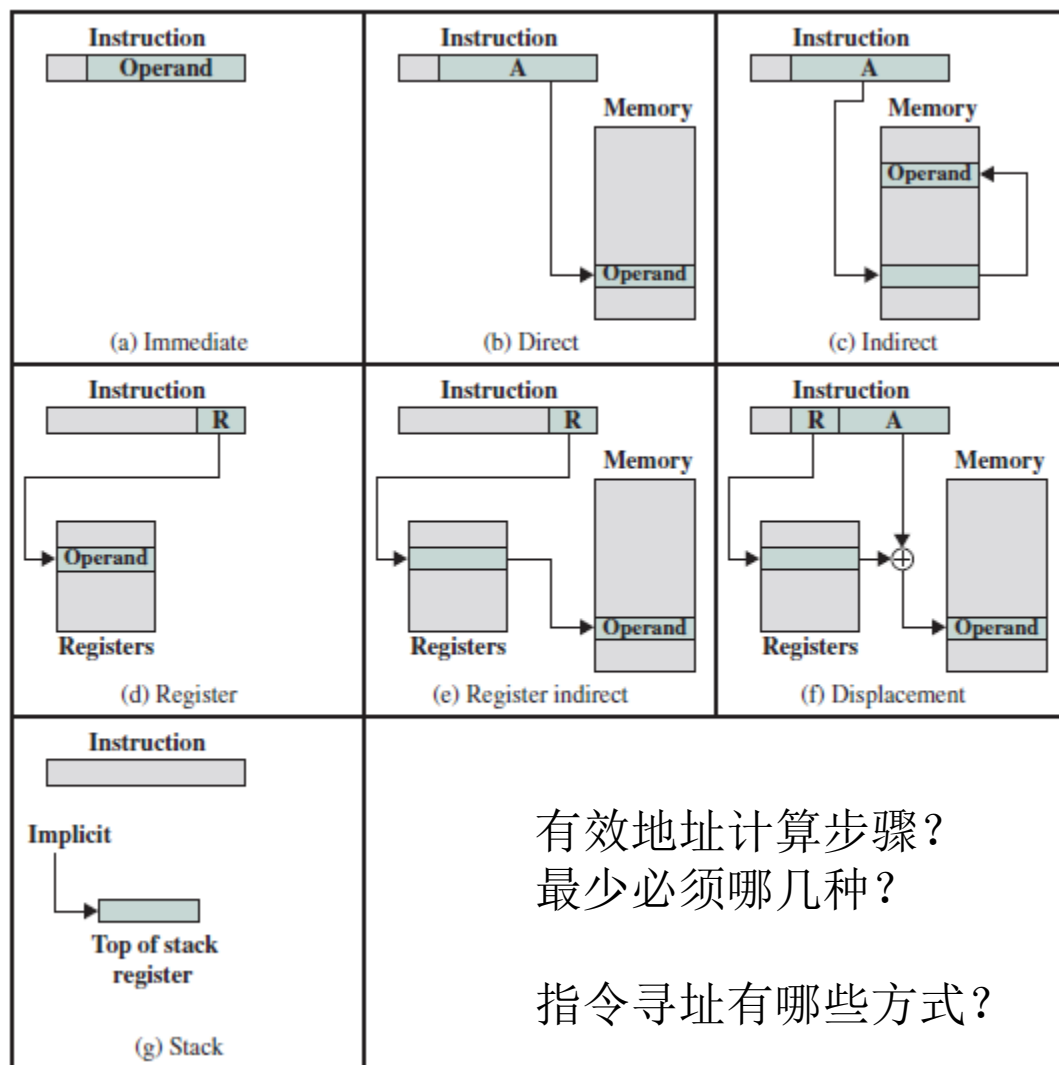 Instruction
Operand
(a) Immediate
Instruction
A
Memory
Operand
(b) Direct
Instruction
A
Memory
Operand
(c) Indirect
Instruction
R
Operand
Registers
(d) Register
Instruction
R
Memory
Operand
Registers
(e) Register indirect
Instruction
R A
Memory
Operand
Registers
(f) Displacement
Instruction
Implicit
Top of stack
register
(g) Stack
有效地址计算步骤？
最少必须哪几种？
指令寻址有哪些方式？